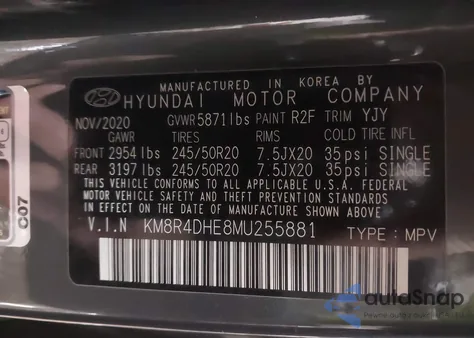 MANUFACTURED IN KOREA BY
HYUNDAI MOTOR COMPANY
NOV/2020 GVWR5871lbs PAINT R2F TRIM YJY
GAWR TIRES RIMS COLD TIRE INFL
FRONT 2954lbs 245/50R20 7.5JX20 35psi SINGLE
REAR 3197lbs 245/50R20 7.5JX20 35psi SINGLE
THIS VEHICLE CONFORMS TO ALL APPLICABLE U.S.A. FEDERAL
MOTOR VEHICLE SAFETY AND THEFT PREVENTION STANDARDS
IN EFFECT ON THE DATE OF MANUFACTURE SHOWN ABOVE
V.I.N KM8R4DHE8MU255881 TYPE : MPV
C07
autoSnap